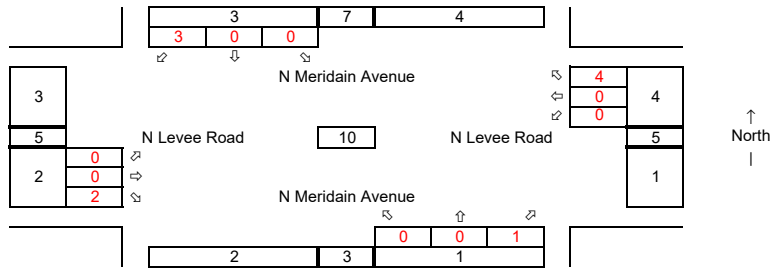 3 7 4
3 0 0
N Meridain Avenue
4
3 0 4
0
5 N Levee Road 10 N Levee Road 5
↑
North
|
0
2 0 1
2
N Meridain Avenue
0 0 1
2 3 1